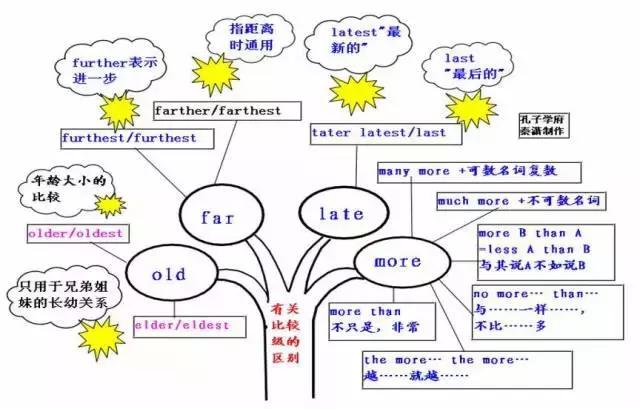 further表示
进一步
指距离
时通用
latest"最
新的"
last
"最后的"
farther/farthest
furthest/furthest
tater latest/last
孔子学府
秦谳制作
many more +可数名词复数
年龄大小的
比较
much more +不可数名词
far
late
older/oldest
more B than A
=less A than B
与其说A不如说B
old
more
只用于兄弟姐
妹的长幼关系
no more… than…
与……一样……，
不比……多
elder/eldest
有关
比较
级的
区别
more than
不只是，非常
the more… the more…
越……就越……